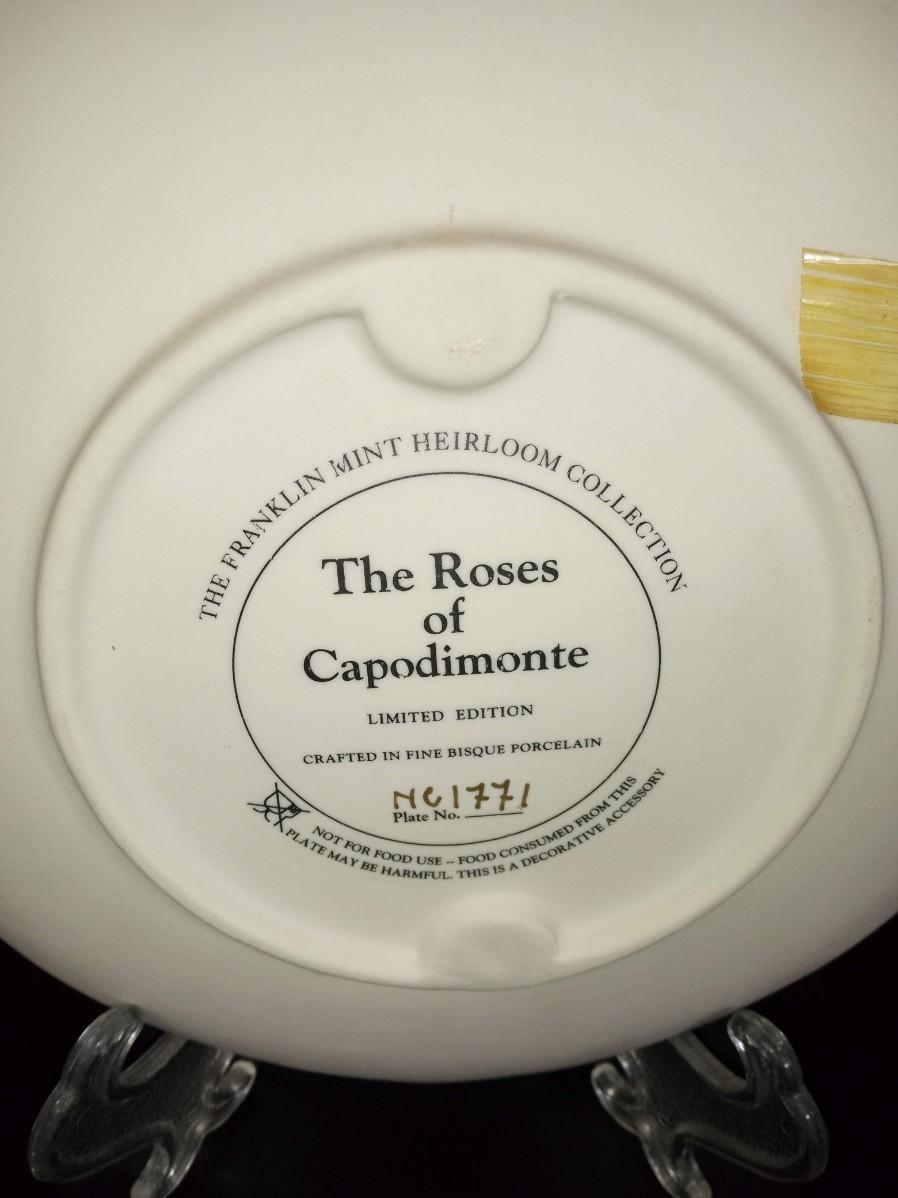 THE FRANKLIN MINT HEIRLOOM COLLECTION
The Roses
of
Capodimonte
LIMITED EDITION
CRAFTED IN FINE BISQUE PORCELAIN
NC1771
Plate No.
NOT FOR FOOD USE -- FOOD CONSUMED FROM THIS
PLATE MAY BE HARMFUL. THIS IS A DECORATIVE ACCESSORY